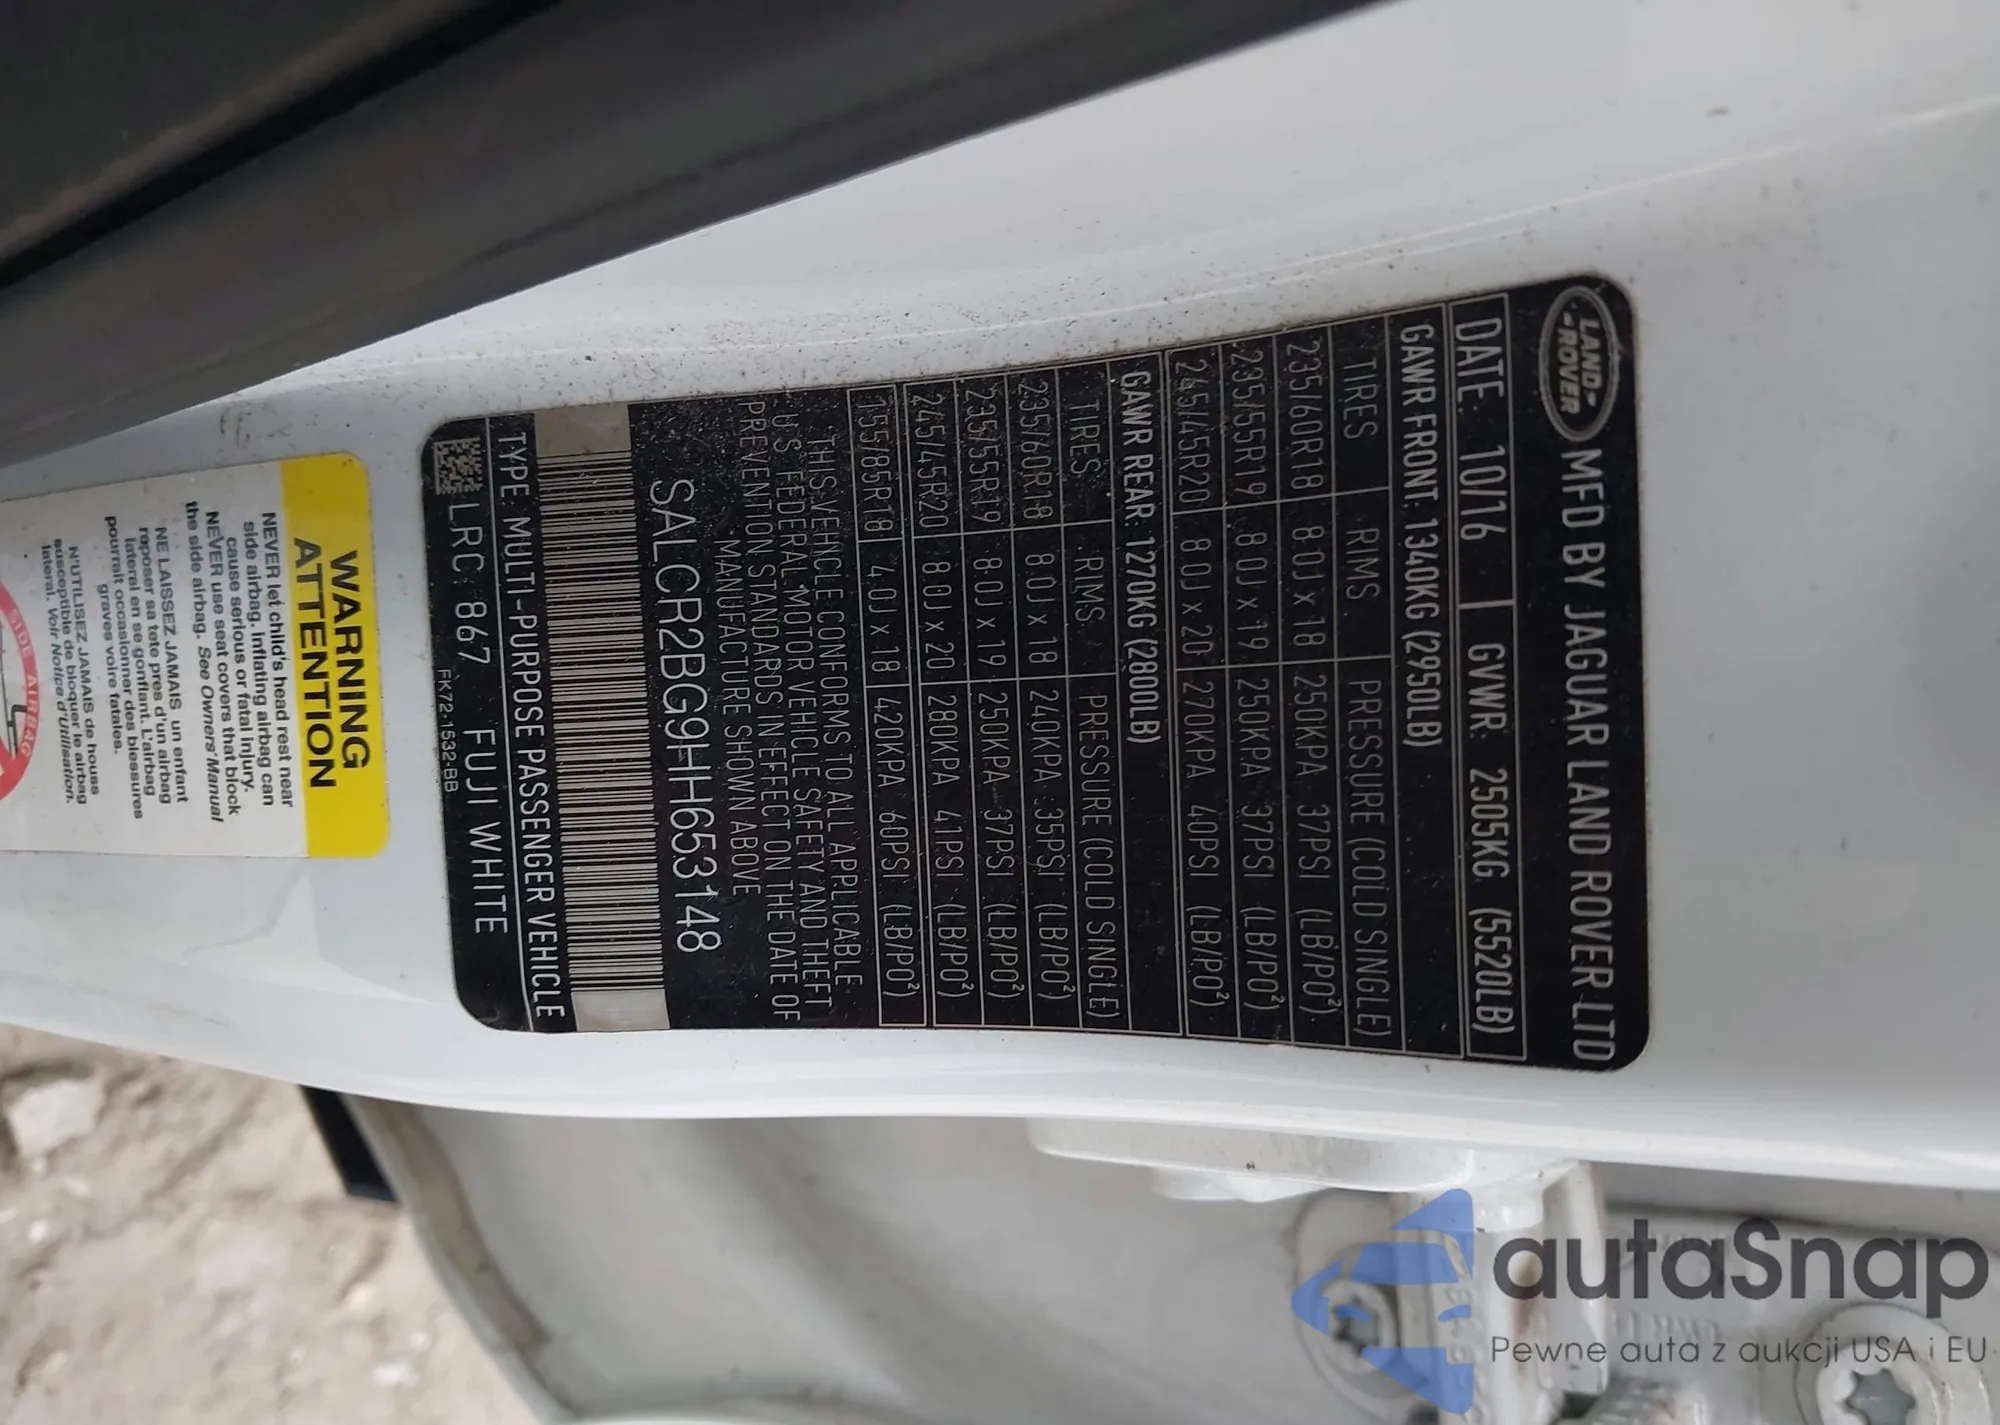 LAND-
-ROVER
MFD BY JAGUAR LAND ROVER LTD
DATE: 10/16 GVWR: 2505KG (5520LB)
GAWR FRONT: 1340KG (2950LB)
TIRES RIMS PRESSURE (COLD SINGLE)
235/60R18 8.0J x 18 250KPA 37PSI (LB/PO²)
235/55R19 8.0J x 19 250KPA 37PSI (LB/PO²)
245/45R20 8.0J x 20 270KPA 40PSI (LB/PO²)
GAWR REAR: 1270KG (2800LB)
TIRES RIMS PRESSURE (COLD SINGLE)
235/60R18 8.0J x 18 240KPA 35PSI (LB/PO²)
235/55R19 8.0J x 19 250KPA 37PSI (LB/PO²)
245/45R20 8.0J x 20 280KPA 41PSI (LB/PO²)
155/85R18 4.0J x 18 420KPA 60PSI (LB/PO²)
THIS VEHICLE CONFORMS TO ALL APPLICABLE
U.S. FEDERAL MOTOR VEHICLE SAFETY AND THEFT
PREVENTION STANDARDS IN EFFECT ON THE DATE OF
MANUFACTURE SHOWN ABOVE
SALCR2BG9HH653148
TYPE: MULTI-PURPOSE PASSENGER VEHICLE
LRC: 867 FUJI WHITE
FK72-1532-BB
WARNING
ATTENTION
NEVER let child's head rest near
side airbag. Inflating airbag can
cause serious or fatal injury.
NEVER use seat covers that block
the side airbag. See Owners'Manual
NE LAISSEZ JAMAIS un enfant
reposer sa tete pres d'un airbag
lateral en se gonflant. L'airbag
pourrait occasionner des blessures
graves voire fatales.
N'UTILISEZ JAMAIS de housse
susceptible de bloquer le airbag
lateral. Voir Notice d'Utilisation.
SIDE AIRBAG
autaSnap
Pewne auta z aukcji USA i EU